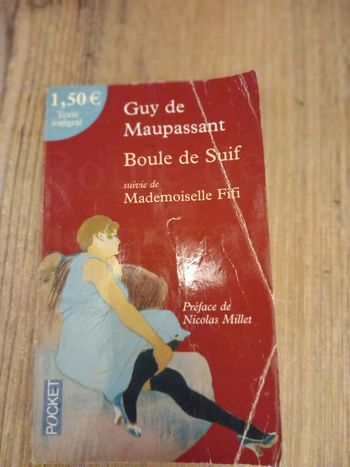 1,50 €
Texte
intégral
Guy de
Maupassant
Boule de Suif
suivie de
Mademoiselle Fifi
Préface de
Nicolas Millet
POCKET